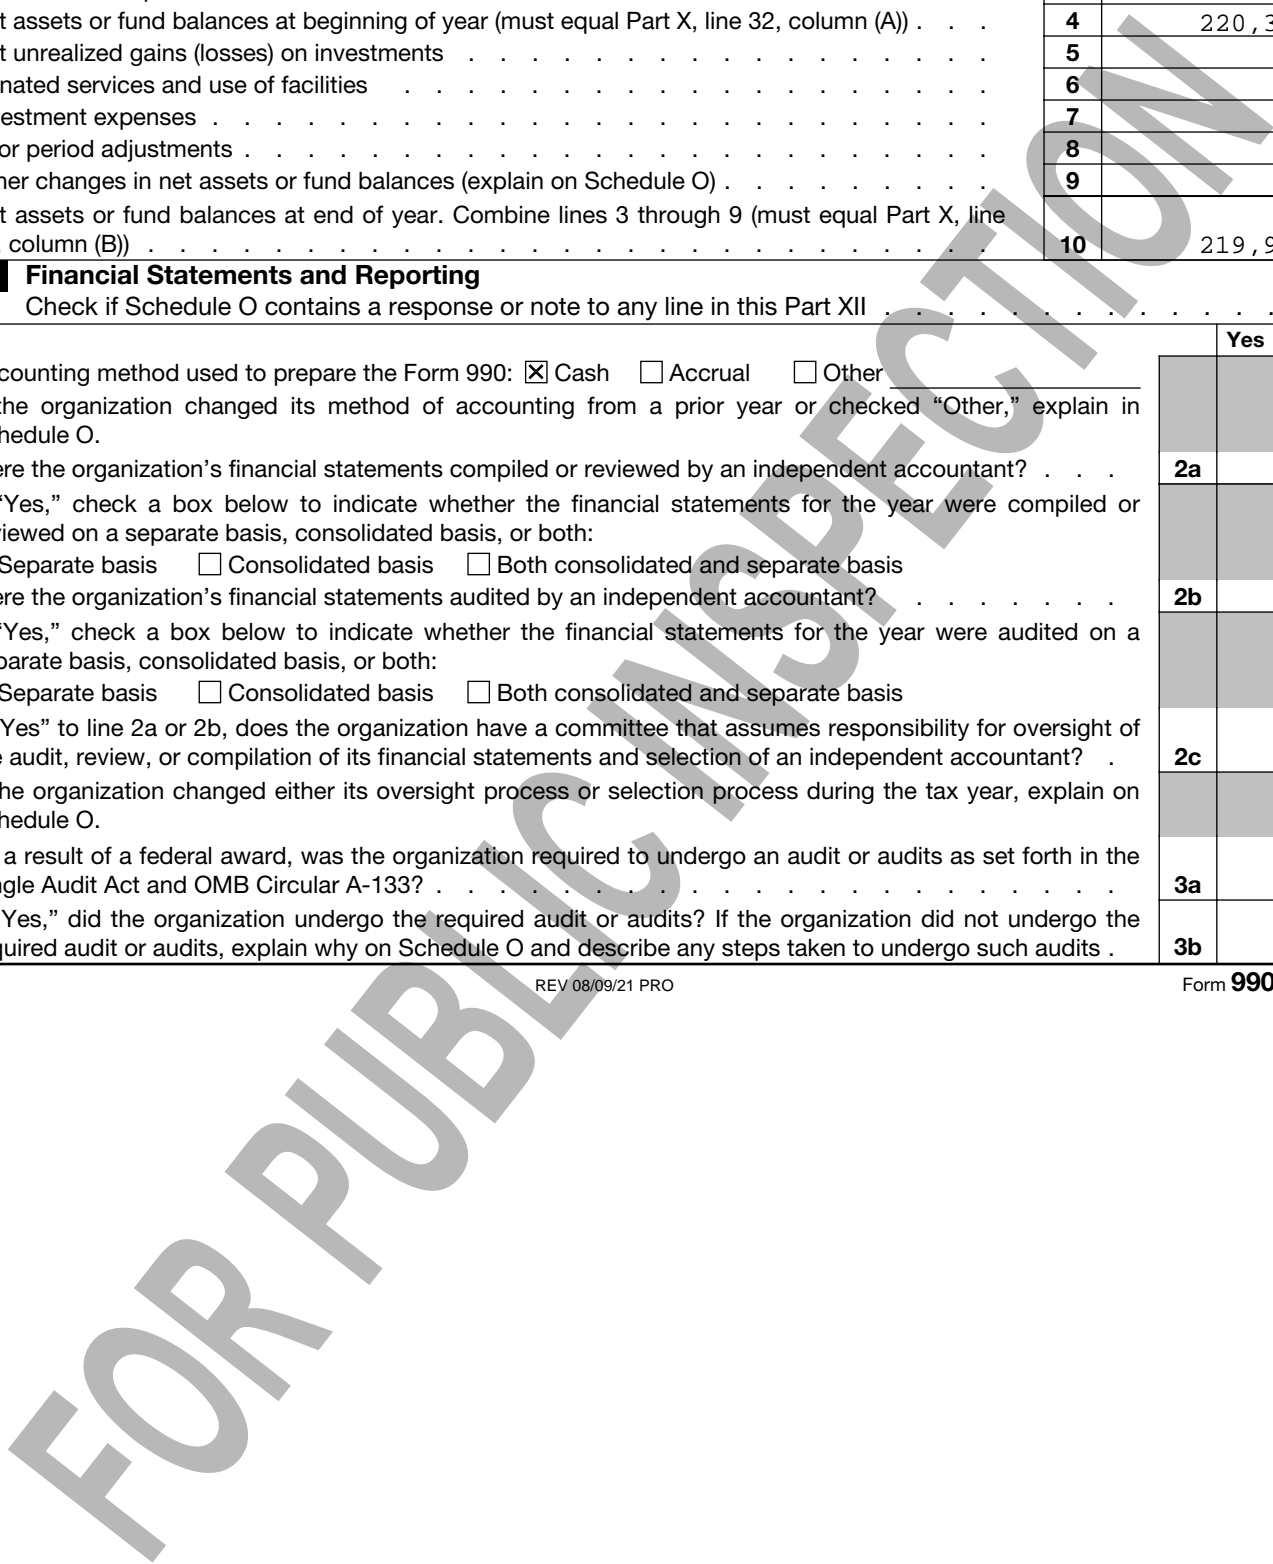 t assets or fund balances at beginning of year (must equal Part X, line 32, column (A)) . . . 4 220,3
t unrealized gains (losses) on investments . . . . . . . . . . . . . . . . . 5
nated services and use of facilities . . . . . . . . . . . . . . . . . . . 6
estment expenses . . . . . . . . . . . . . . . . . . . . . . . . . 7
or period adjustments . . . . . . . . . . . . . . . . . . . . . . . . 8
her changes in net assets or fund balances (explain on Schedule O) . . . . . . . . . 9
t assets or fund balances at end of year. Combine lines 3 through 9 (must equal Part X, line
column (B)) . . . . . . . . . . . . . . . . . . . . . . . . . . . 10 219,9
Financial Statements and Reporting
Check if Schedule O contains a response or note to any line in this Part XII . . . . . . . . . . . . .
Yes
counting method used to prepare the Form 990: ☒ Cash ☐ Accrual ☐ Other
the organization changed its method of accounting from a prior year or checked “Other,” explain in
hedule O.
ere the organization’s financial statements compiled or reviewed by an independent accountant? . . . 2a
“Yes,” check a box below to indicate whether the financial statements for the year were compiled or
viewed on a separate basis, consolidated basis, or both:
Separate basis ☐ Consolidated basis ☐ Both consolidated and separate basis
ere the organization’s financial statements audited by an independent accountant? . . . . . . . 2b
“Yes,” check a box below to indicate whether the financial statements for the year were audited on a
parate basis, consolidated basis, or both:
Separate basis ☐ Consolidated basis ☐ Both consolidated and separate basis
Yes” to line 2a or 2b, does the organization have a committee that assumes responsibility for oversight of
e audit, review, or compilation of its financial statements and selection of an independent accountant? . 2c
he organization changed either its oversight process or selection process during the tax year, explain on
hedule O.
a result of a federal award, was the organization required to undergo an audit or audits as set forth in the
ngle Audit Act and OMB Circular A-133? . . . . . . . . . . . . . . . . . . . . . . 3a
Yes,” did the organization undergo the required audit or audits? If the organization did not undergo the
quired audit or audits, explain why on Schedule O and describe any steps taken to undergo such audits . 3b
REV 08/09/21 PRO Form 990
FOR PUBLIC INSPECTION